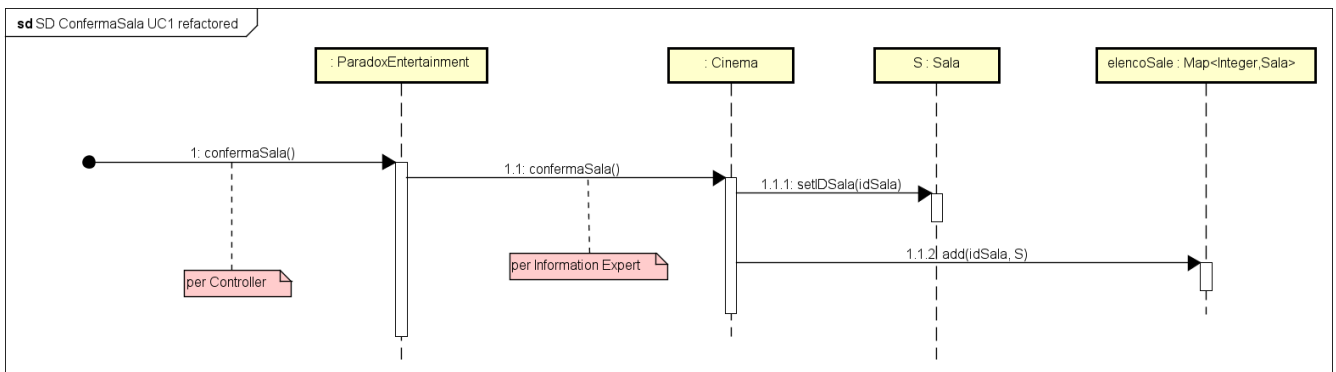 sd SD ConfermaSala UC1 refactored
: ParadoxEntertainment
: Cinema
S : Sala
elencoSale : Map<Integer,Sala>
1: confermaSala()
1.1: confermaSala()
1.1.1: setIDSala(idSala)
1.1.2: add(idSala, S)
per Information Expert
per Controller